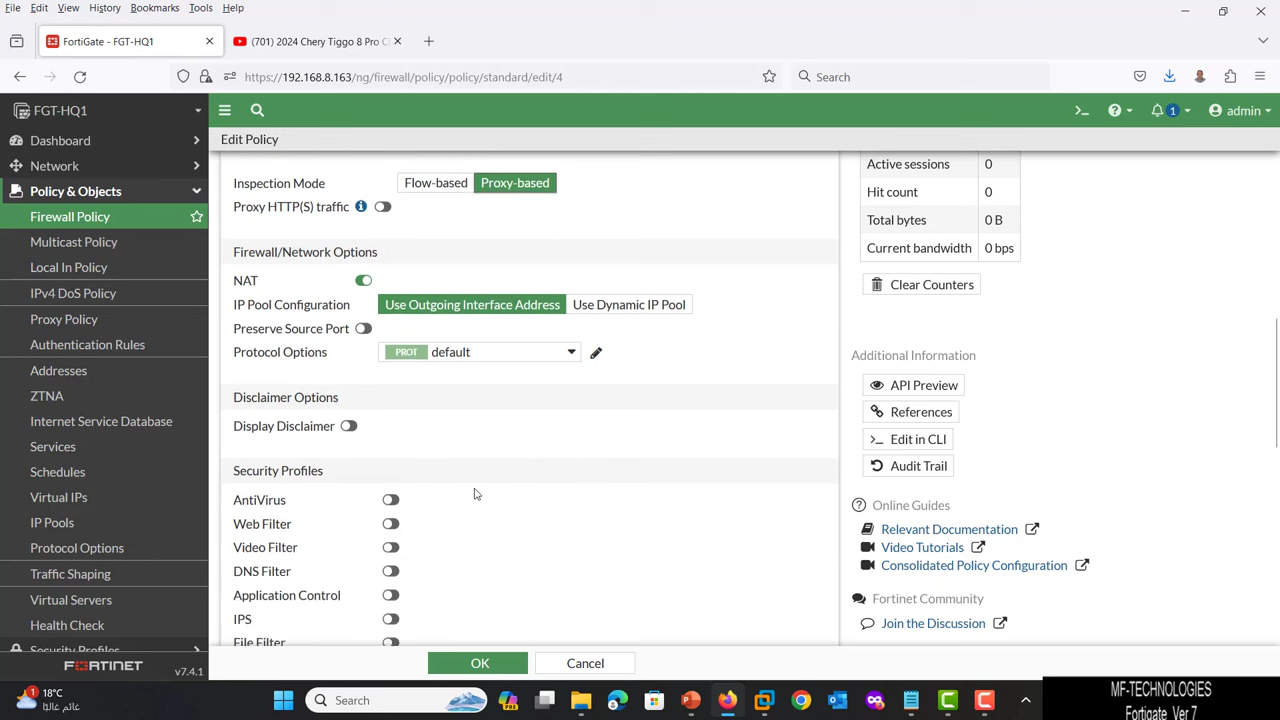 File Edit View History Bookmarks Tools Help
FortiGate - FGT-HQ1
(701) 2024 Chery Tiggo 8 Pro C
https://192.168.8.163/ng/firewall/policy/policy/standard/edit/4
Search
FGT-HQ1
admin
1
Dashboard
Network
Policy & Objects
Firewall Policy
Multicast Policy
Local In Policy
IPv4 DoS Policy
Proxy Policy
Authentication Rules
Addresses
ZTNA
Internet Service Database
Services
Schedules
Virtual IPs
IP Pools
Protocol Options
Traffic Shaping
Virtual Servers
Health Check
Security Profiles
FORTINET
v7.4.1
Edit Policy
Inspection Mode Flow-based Proxy-based
Proxy HTTP(S) traffic
Firewall/Network Options
NAT
IP Pool Configuration Use Outgoing Interface Address Use Dynamic IP Pool
Preserve Source Port
Protocol Options PROT default
Disclaimer Options
Display Disclaimer
Security Profiles
AntiVirus
Web Filter
Video Filter
DNS Filter
Application Control
IPS
File Filter
OK Cancel
Active sessions 0
Hit count 0
Total bytes 0 B
Current bandwidth 0 bps
Clear Counters
Additional Information
API Preview
References
Edit in CLI
Audit Trail
Online Guides
Relevant Documentation
Video Tutorials
Consolidated Policy Configuration
Fortinet Community
Join the Discussion
1
18°C
غائم غالبًا
Search
MF-TECHNOLOGIES
Fortigate Ver 7